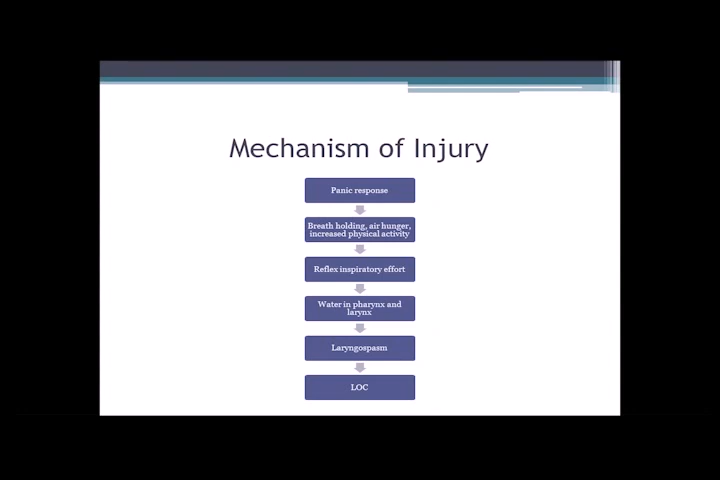 Mechanism of Injury
Panic response
Breath holding, air hunger,
increased physical activity
Reflex inspiratory effort
Water in pharynx and
larynx
Laryngospasm
LOC